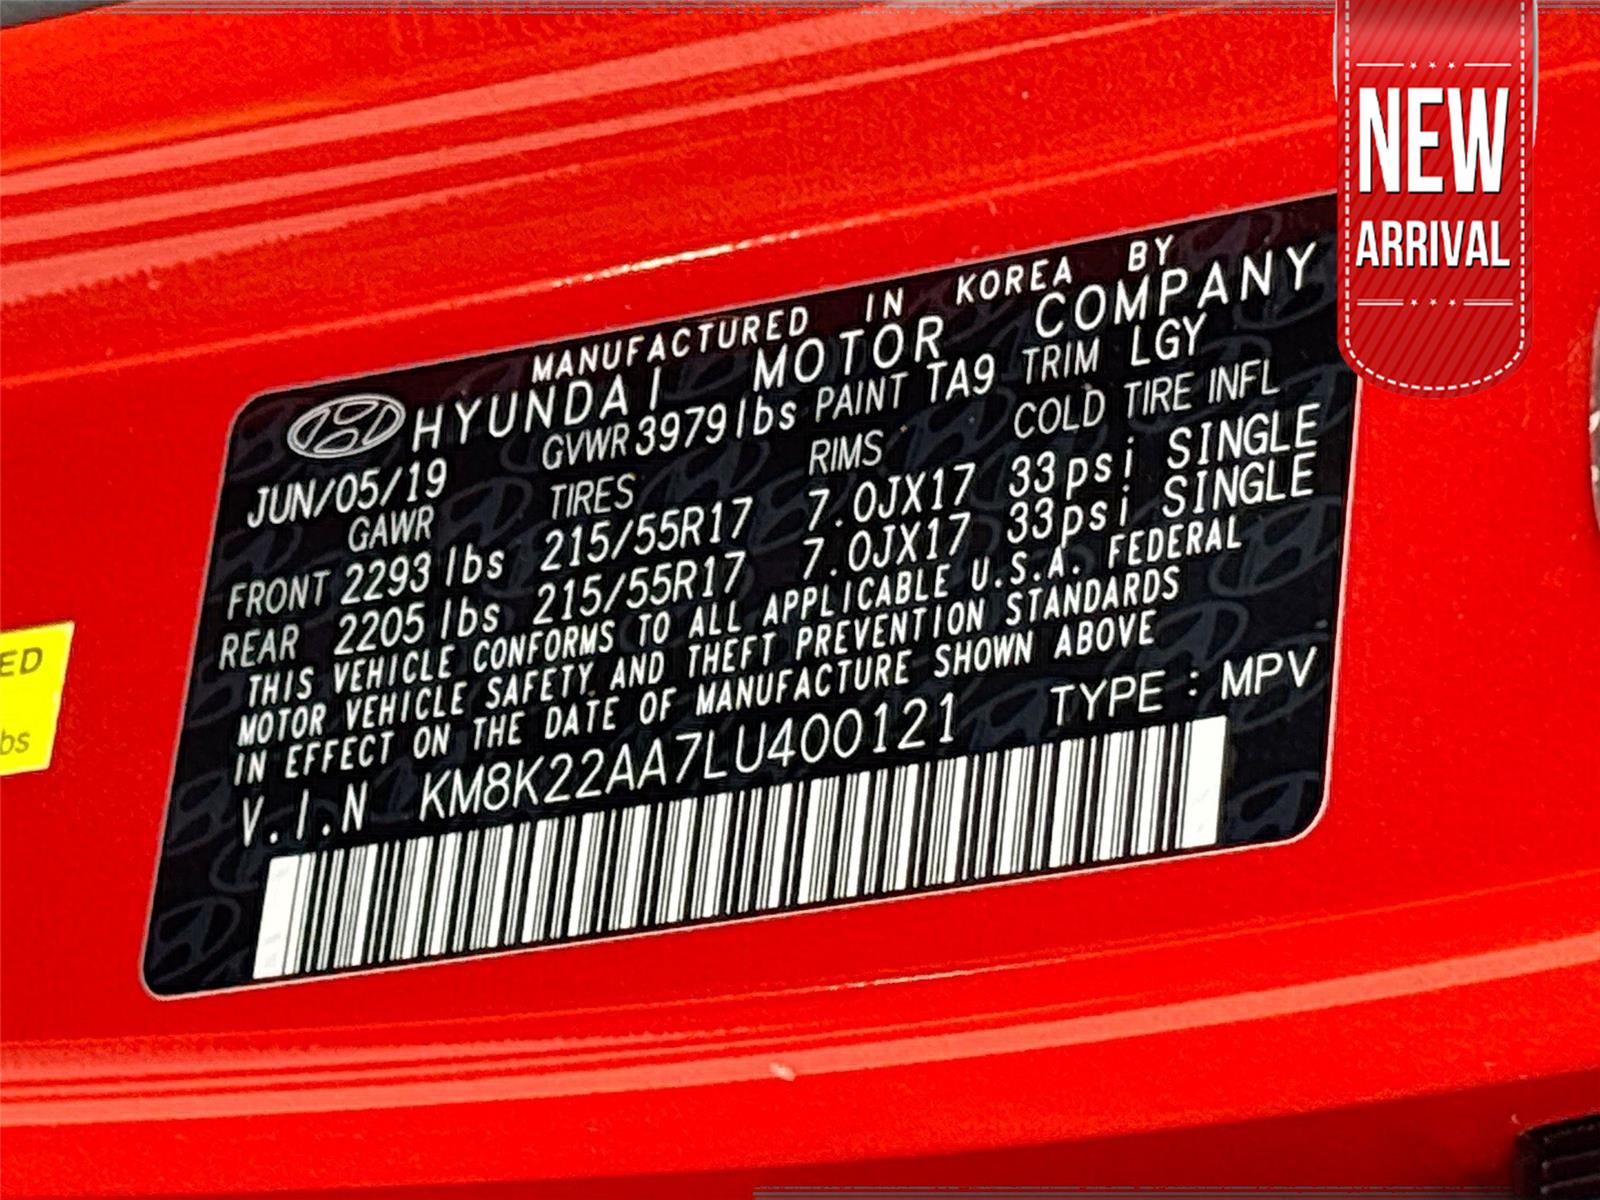 NEW
ARRIVAL
MANUFACTURED IN KOREA BY
HYUNDAI MOTOR COMPANY
JUN/05/19 GVWR 3979 lbs PAINT TA9 TRIM LGY
GAWR TIRES RIMS COLD TIRE INFL
FRONT 2293 lbs 215/55R17 7.0JX17 33psi SINGLE
REAR 2205 lbs 215/55R17 7.0JX17 33psi SINGLE
THIS VEHICLE CONFORMS TO ALL APPLICABLE U.S.A. FEDERAL
MOTOR VEHICLE SAFETY AND THEFT PREVENTION STANDARDS
IN EFFECT ON THE DATE OF MANUFACTURE SHOWN ABOVE
V.I.N KM8K22AA7LU400121 TYPE : MPV